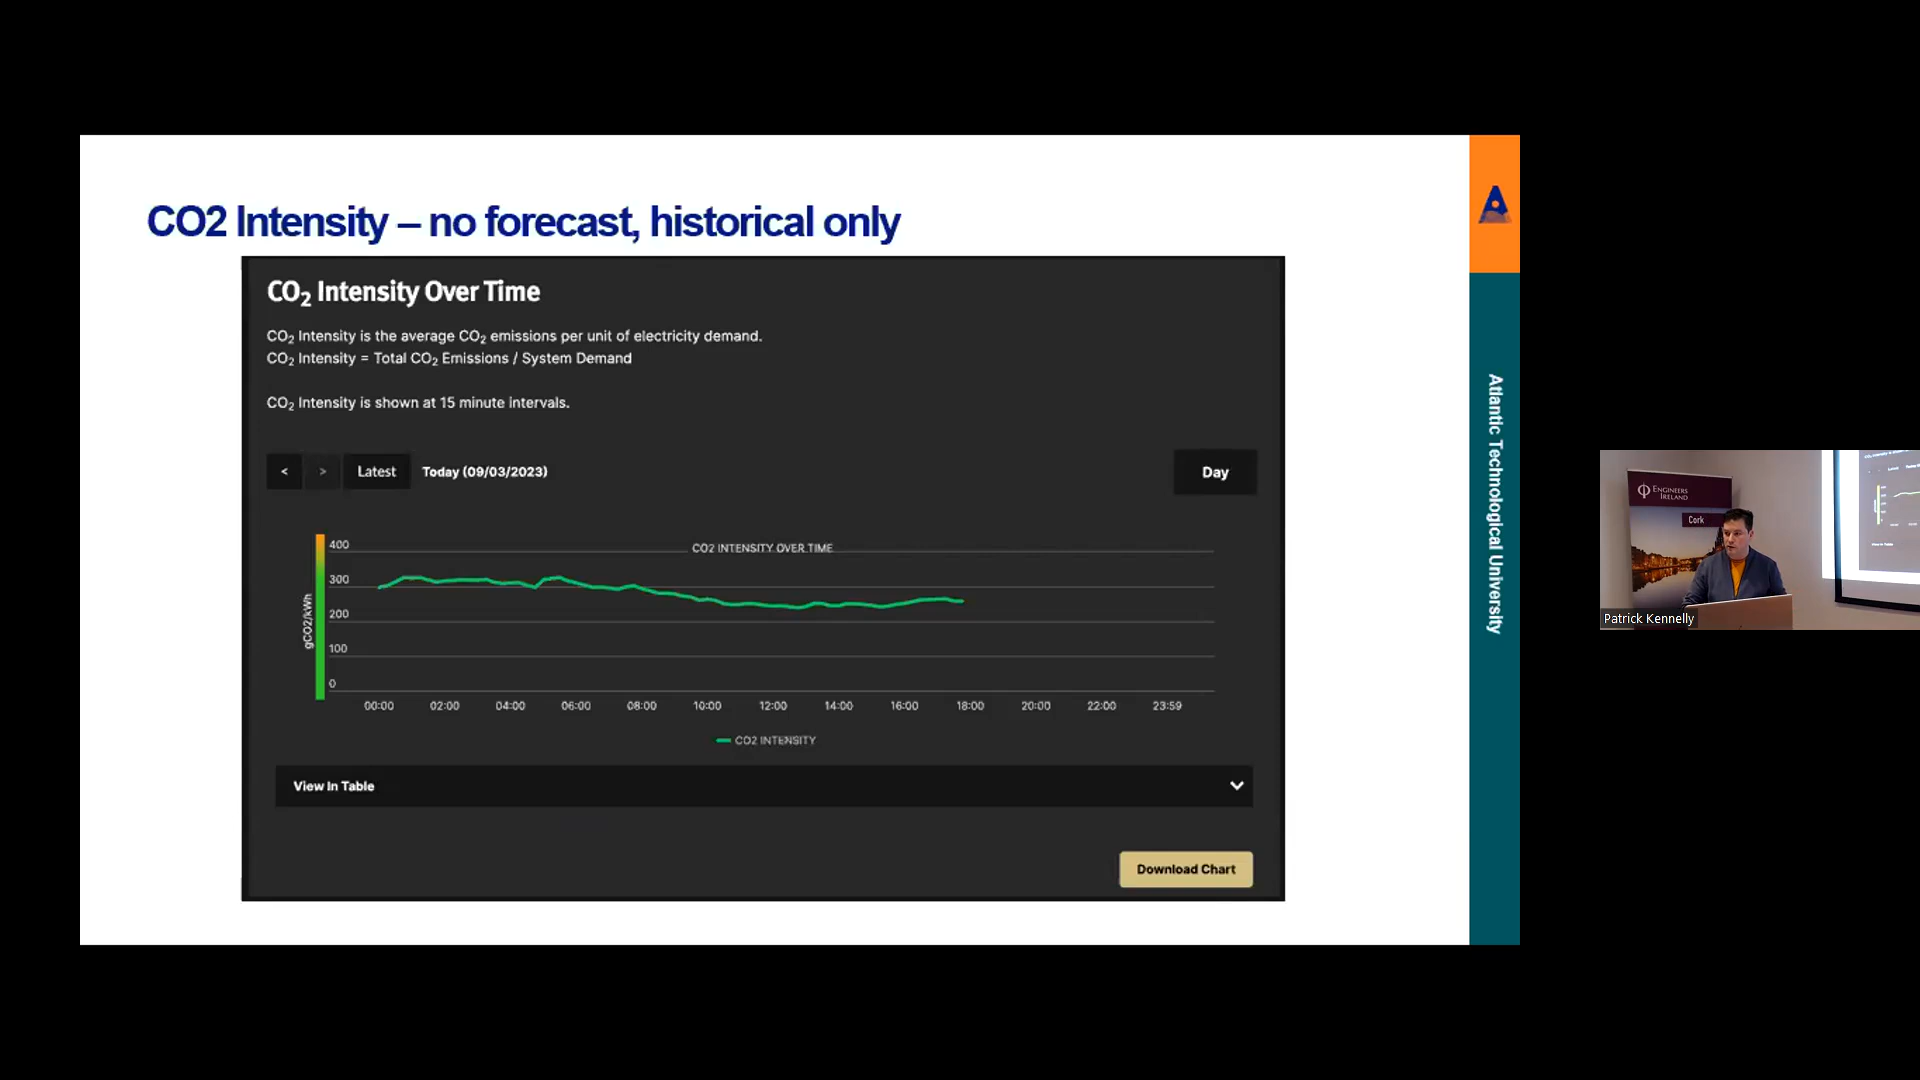 CO2 Intensity – no forecast, historical only
CO2 Intensity Over Time
CO2 Intensity is the average CO2 emissions per unit of electricity demand.
CO2 Intensity = Total CO2 Emissions / System Demand
CO2 Intensity is shown at 15 minute intervals.
< > Latest Today (09/03/2023) Day
CO2 INTENSITY OVER TIME
gCO2/kWh
400
300
200
100
0
00:00 02:00 04:00 06:00 08:00 10:00 12:00 14:00 16:00 18:00 20:00 22:00 23:59
CO2 INTENSITY
View In Table
Download Chart
Atlantic Technological University
ENGINEERS
IRELAND
Cork
Patrick Kennelly